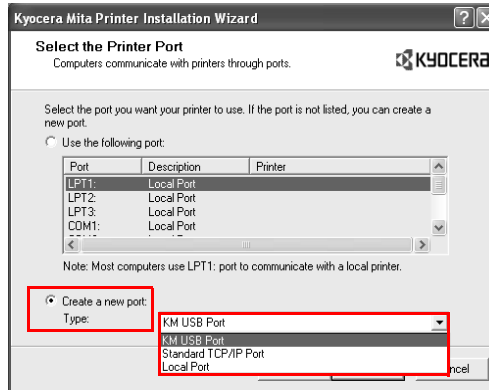 Kyocera Mita Printer Installation Wizard
Select the Printer Port
Computers communicate with printers through ports.
KYOCERA
Select the port you want your printer to use. If the port is not listed, you can create a
new port.
Use the following port:
Port Description Printer
LPT1: Local Port
LPT2: Local Port
LPT3: Local Port
COM1: Local Port
Note: Most computers use LPT1: port to communicate with a local printer.
Create a new port:
Type:
KM USB Port
KM USB Port
Standard TCP/IP Port
Local Port